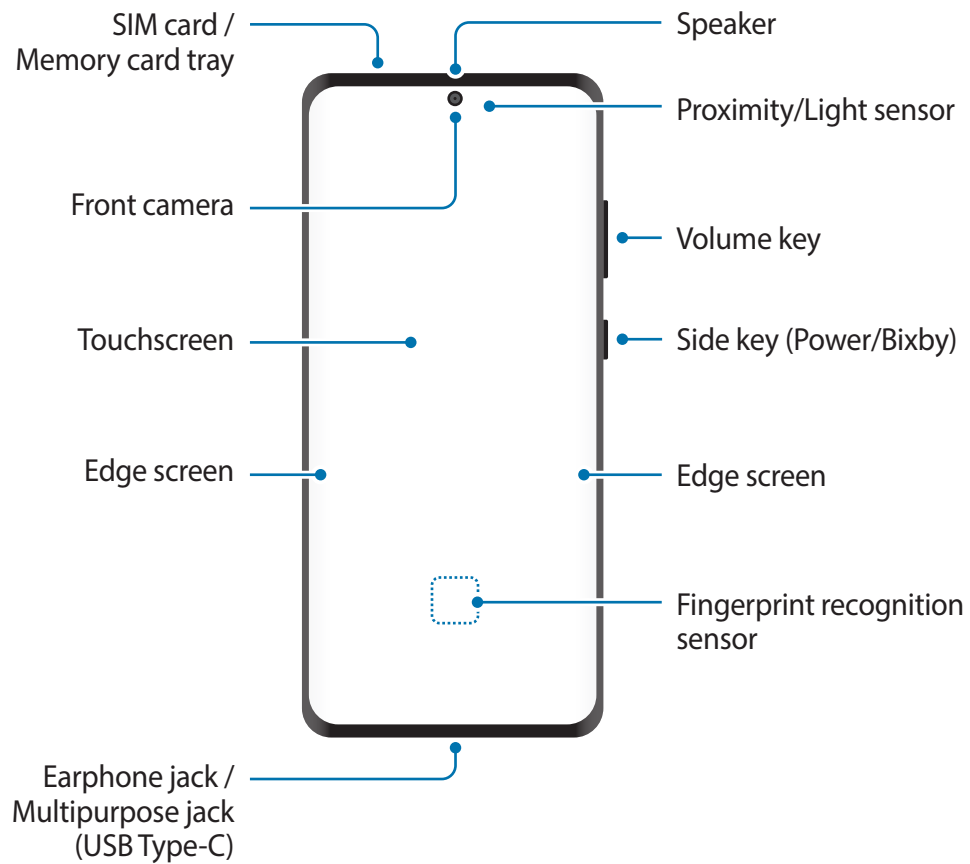 SIM card /
Memory card tray
Speaker
Proximity/Light sensor
Front camera
Volume key
Touchscreen
Side key (Power/Bixby)
Edge screen
Edge screen
Fingerprint recognition
sensor
Earphone jack /
Multipurpose jack
(USB Type-C)